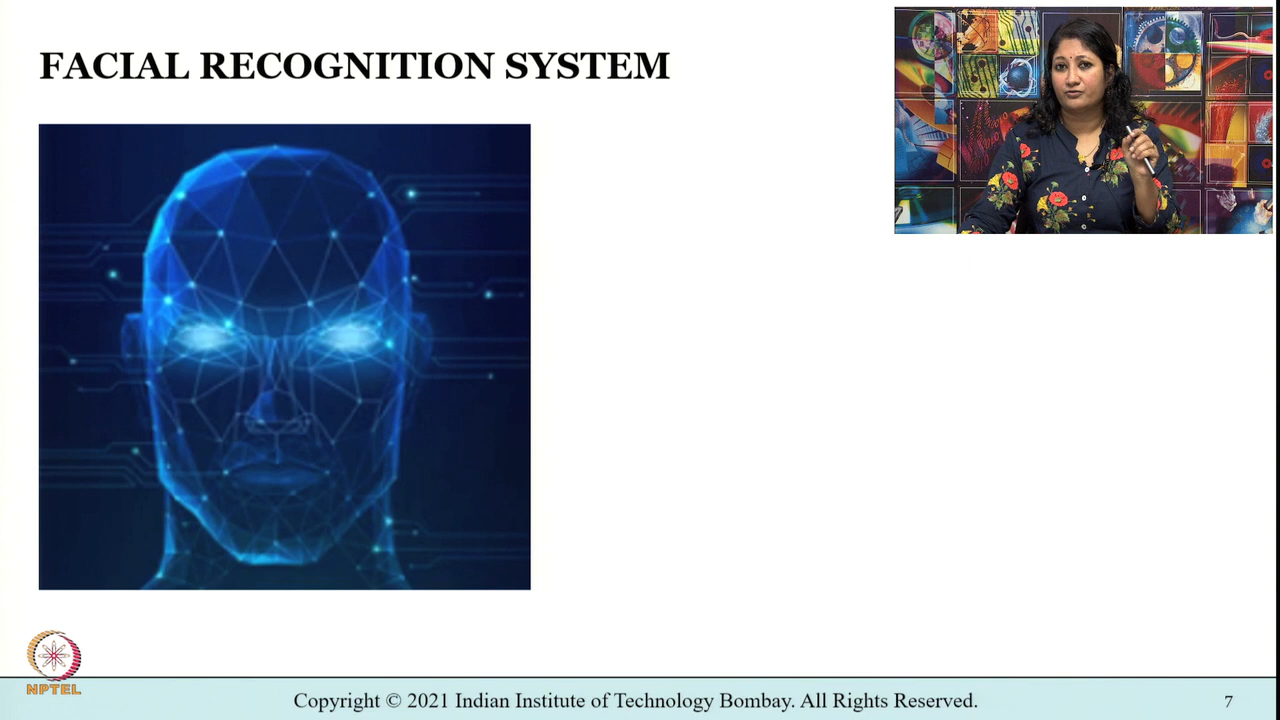 FACIAL RECOGNITION SYSTEM
NPTEL
Copyright © 2021 Indian Institute of Technology Bombay. All Rights Reserved.
7